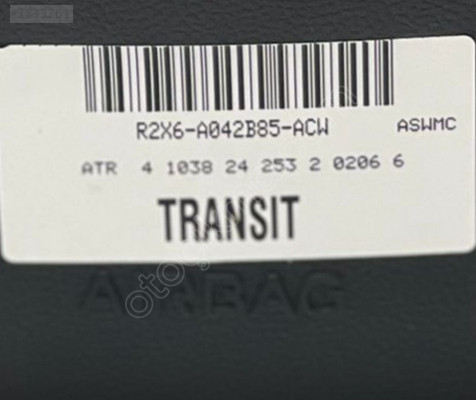 R2X6-A042B85-ACW ASWMC
ATR 4 1038 24 253 2 0206 6
TRANSIT
AIRBAG